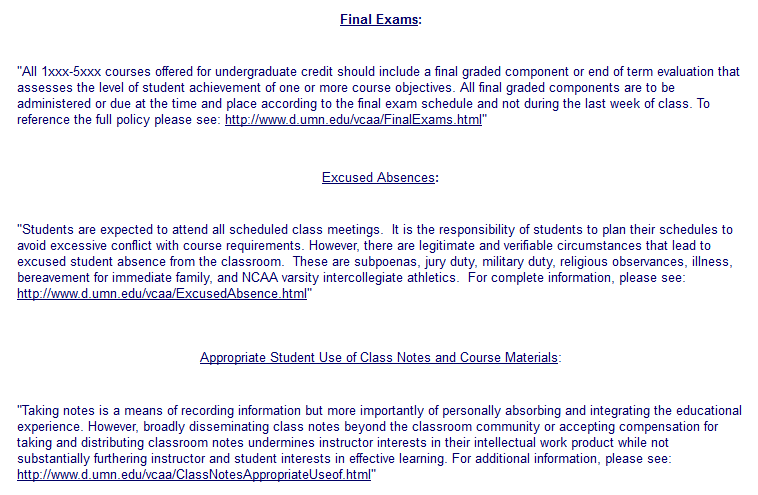 Final Exams:
"All 1xxx-5xxx courses offered for undergraduate credit should include a final graded component or end of term evaluation that
assesses the level of student achievement of one or more course objectives. All final graded components are to be
administered or due at the time and place according to the final exam schedule and not during the last week of class. To
reference the full policy please see: http://www.d.umn.edu/vcaa/FinalExams.html"
Excused Absences:
"Students are expected to attend all scheduled class meetings.  It is the responsibility of students to plan their schedules to
avoid excessive conflict with course requirements. However, there are legitimate and verifiable circumstances that lead to
excused student absence from the classroom.  These are subpoenas, jury duty, military duty, religious observances, illness,
bereavement for immediate family, and NCAA varsity intercollegiate athletics.  For complete information, please see:
http://www.d.umn.edu/vcaa/ExcusedAbsence.html"
Appropriate Student Use of Class Notes and Course Materials:
"Taking notes is a means of recording information but more importantly of personally absorbing and integrating the educational
experience. However, broadly disseminating class notes beyond the classroom community or accepting compensation for
taking and distributing classroom notes undermines instructor interests in their intellectual work product while not
substantially furthering instructor and student interests in effective learning. For additional information, please see:
http://www.d.umn.edu/vcaa/ClassNotesAppropriateUseof.html"